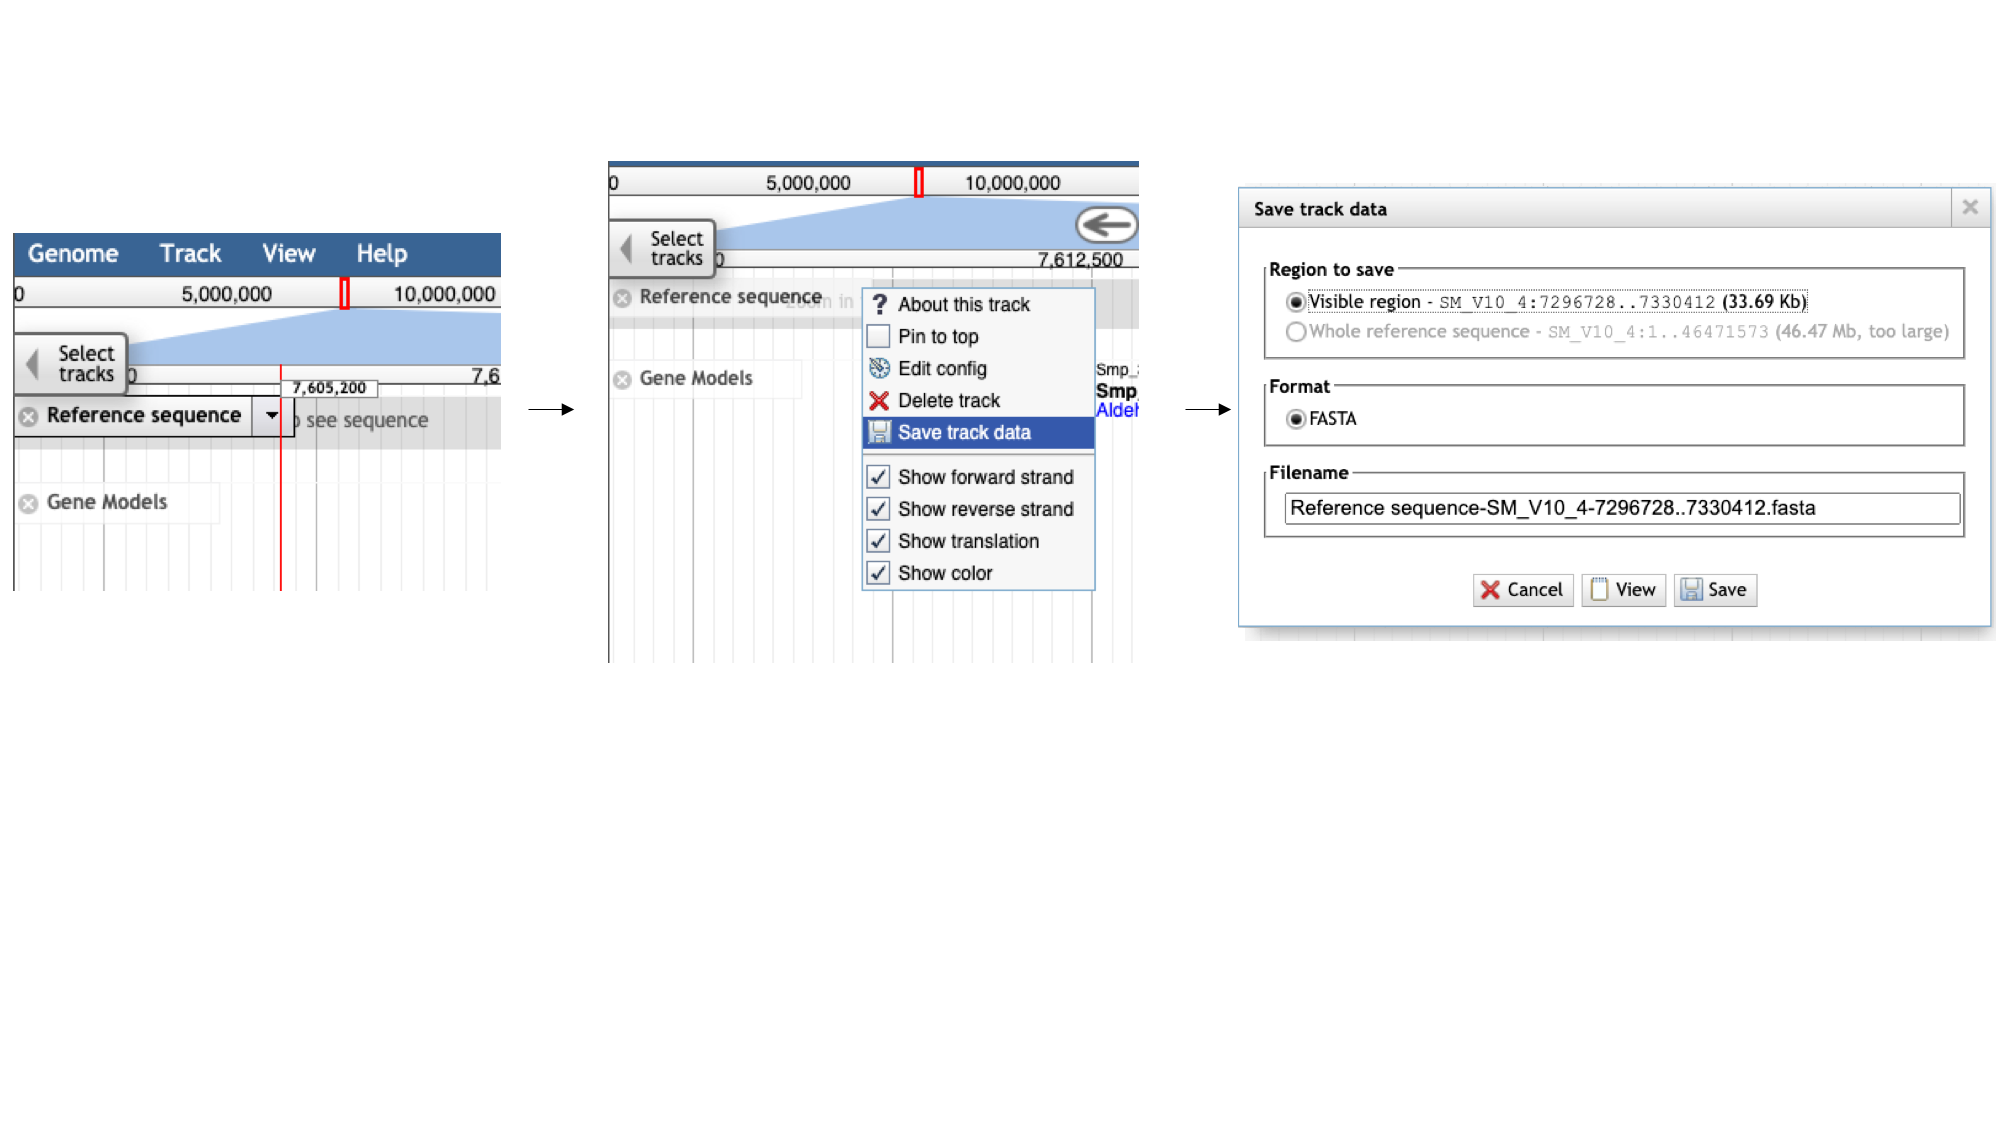 Genome Track View Help
0 5,000,000 10,000,000
Select
tracks
0 7,6
7,605,200
Reference sequence
see sequence
Gene Models
0 5,000,000 10,000,000
Select
tracks
0 7,612,500
Reference sequence
Zoom in
About this track
Pin to top
Edit config
Delete track
Save track data
Show forward strand
Show reverse strand
Show translation
Show color
Gene Models
Smp_
Smp_
Aldeh
Save track data
Region to save
Visible region - SM_V10_4:7296728..7330412 (33.69 Kb)
Whole reference sequence - SM_V10_4:1..46471573 (46.47 Mb, too large)
Format
FASTA
Filename
Reference sequence-SM_V10_4-7296728..7330412.fasta
Cancel View Save